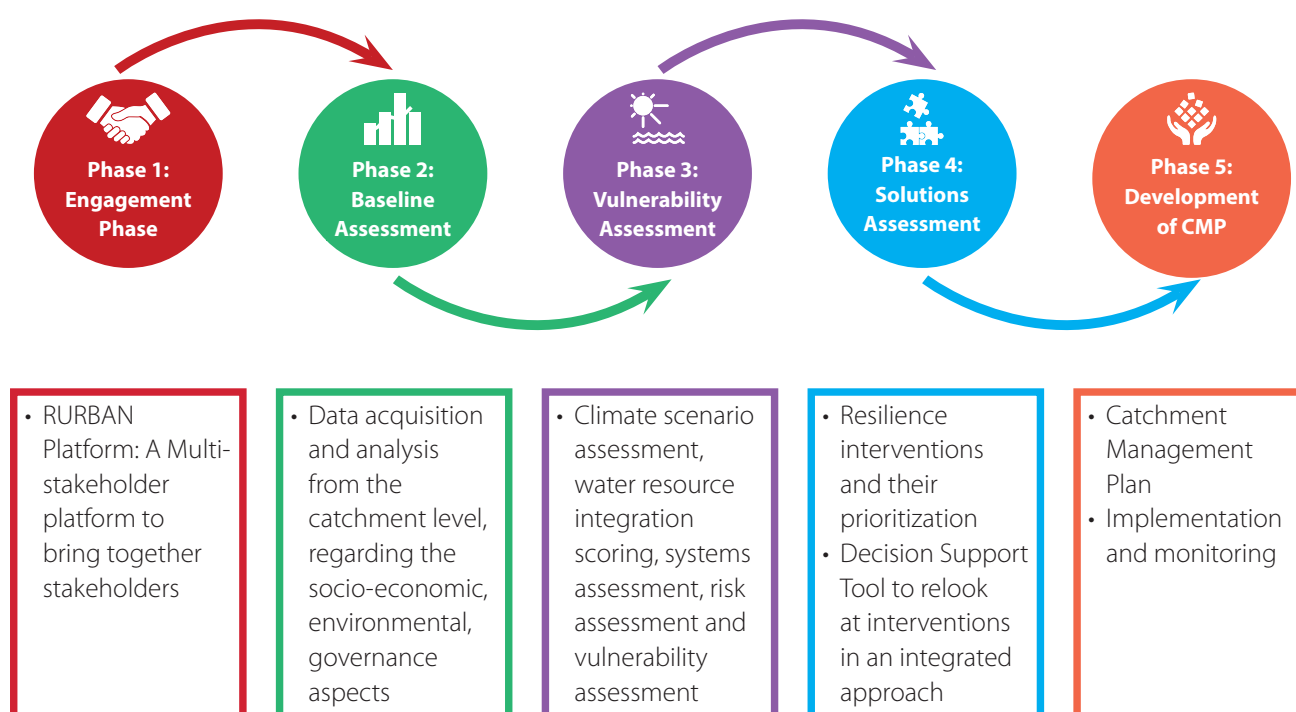 Phase 1:
Engagement
Phase
Phase 2:
Baseline
Assessment
Phase 3:
Vulnerability
Assessment
Phase 4:
Solutions
Assessment
Phase 5:
Development
of CMP
• RURBAN
Platform: A Multi-
stakeholder
platform to
bring together
stakeholders
• Data acquisition
and analysis
from the
catchment level,
regarding the
socio-economic,
environmental,
governance
aspects
• Climate scenario
assessment,
water resource
integration
scoring, systems
assessment, risk
assessment and
vulnerability
assessment
• Resilience
interventions
and their
prioritization
• Decision Support
Tool to relook
at interventions
in an integrated
approach
• Catchment
Management
Plan
• Implementation
and monitoring